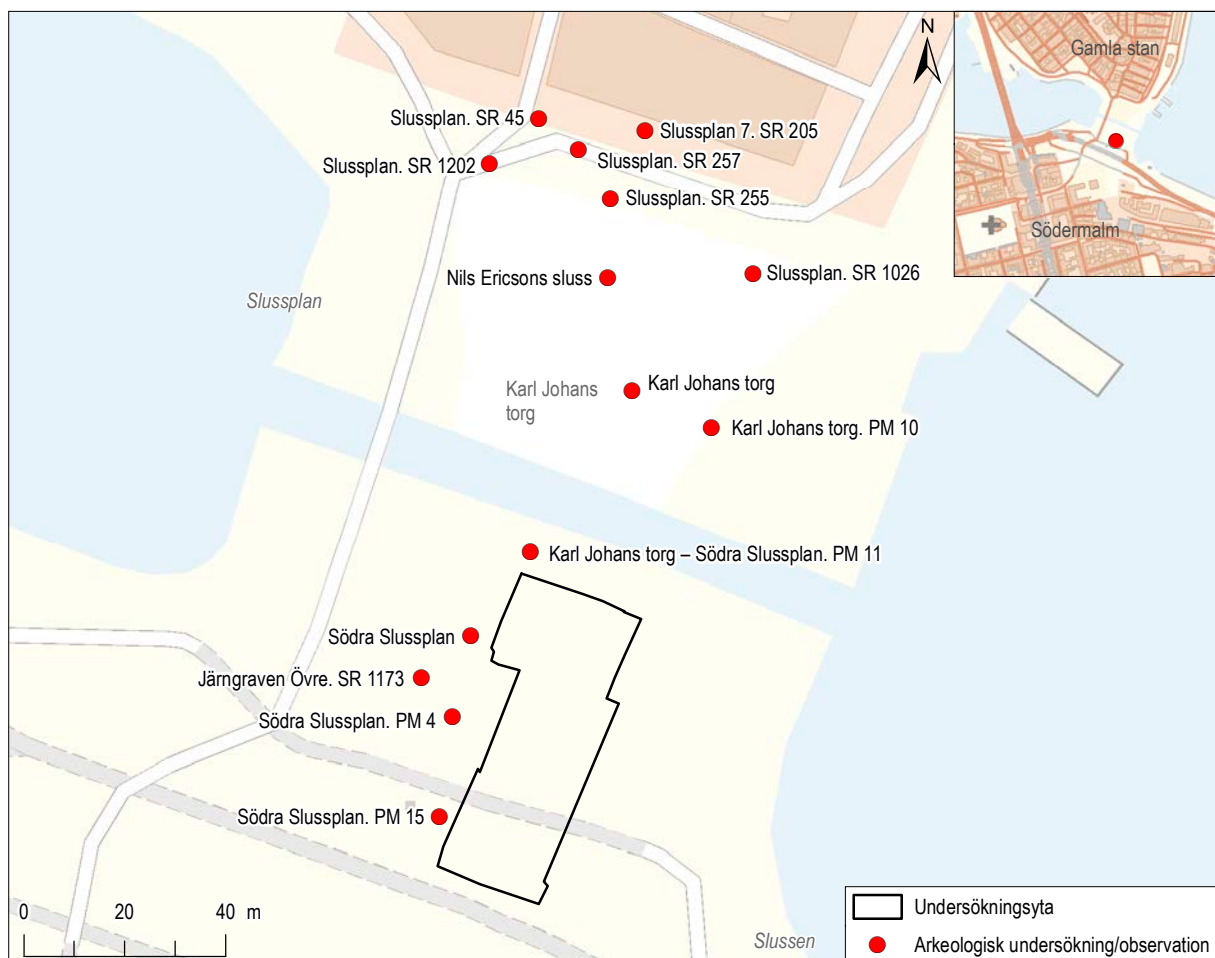 N
Gamla stan
Södermalm
Slussplan. SR 45
Slussplan 7. SR 205
Slussplan. SR 257
Slussplan. SR 1202
Slussplan. SR 255
Nils Ericsons sluss
Slussplan. SR 1026
Slussplan
Karl Johans torg
Karl Johans
torg
Karl Johans torg. PM 10
Karl Johans torg – Södra Slussplan. PM 11
Södra Slussplan
Järngraven Övre. SR 1173
Södra Slussplan. PM 4
Södra Slussplan. PM 15
0 20 40 m
Slussen
Undersökningsyta
Arkeologisk undersökning/observation